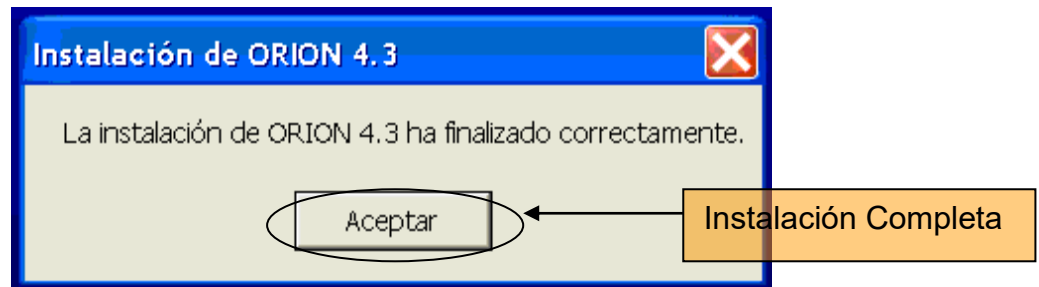 Instalación de ORION 4.3
La instalación de ORION 4.3 ha finalizado correctamente.
Aceptar
Instalación Completa